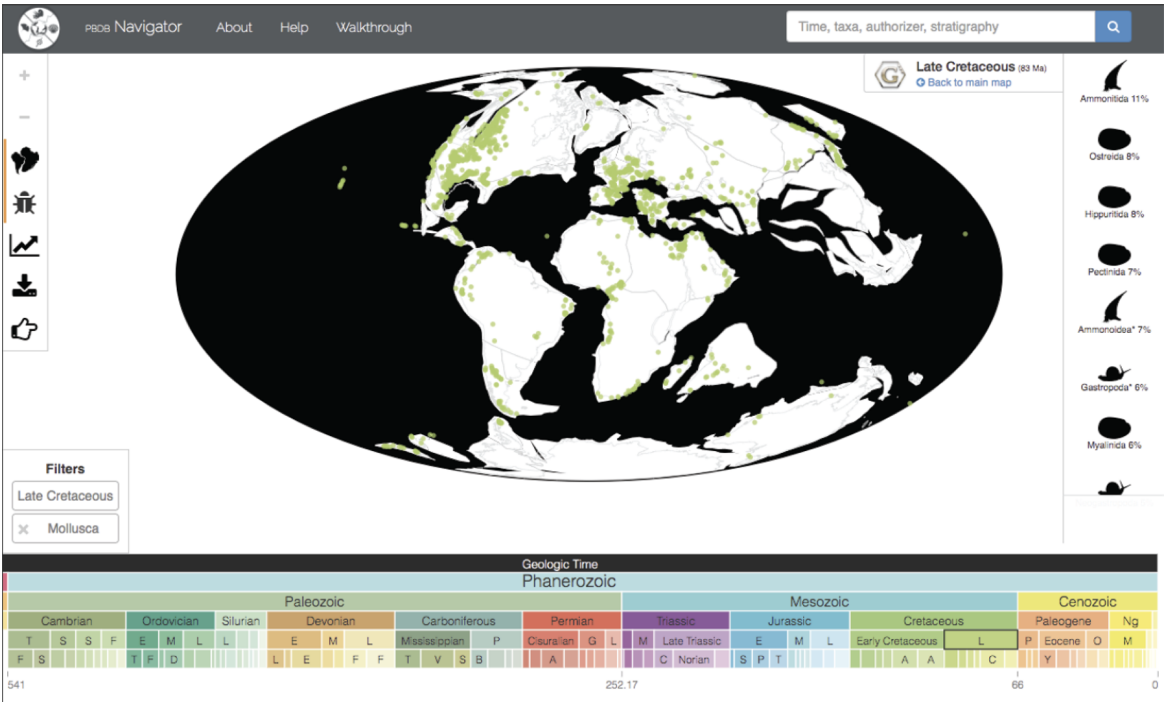 PBDB Navigator About Help Walkthrough
Time, taxa, authorizer, stratigraphy
Late Cretaceous (83 Ma)
Back to main map
Ammonitida 11%
Ostreida 8%
Hippuritida 8%
Pectinida 7%
Ammonoidea* 7%
Gastropoda* 6%
Myalinida 6%
Filters
Late Cretaceous
Mollusca
Geologic Time
Phanerozoic
Paleozoic Mesozoic Cenozoic
Cambrian Ordovician Silurian Devonian Carboniferous Permian Triassic Jurassic Cretaceous Paleogene Ng
T S S F E M L L E M L Mississippian P Cisuralian G L M Late Triassic E M L Early Cretaceous L P Eocene O M
F S T F D L E F F T V S B A C Norian S P T A A C Y
541 252.17 66 0